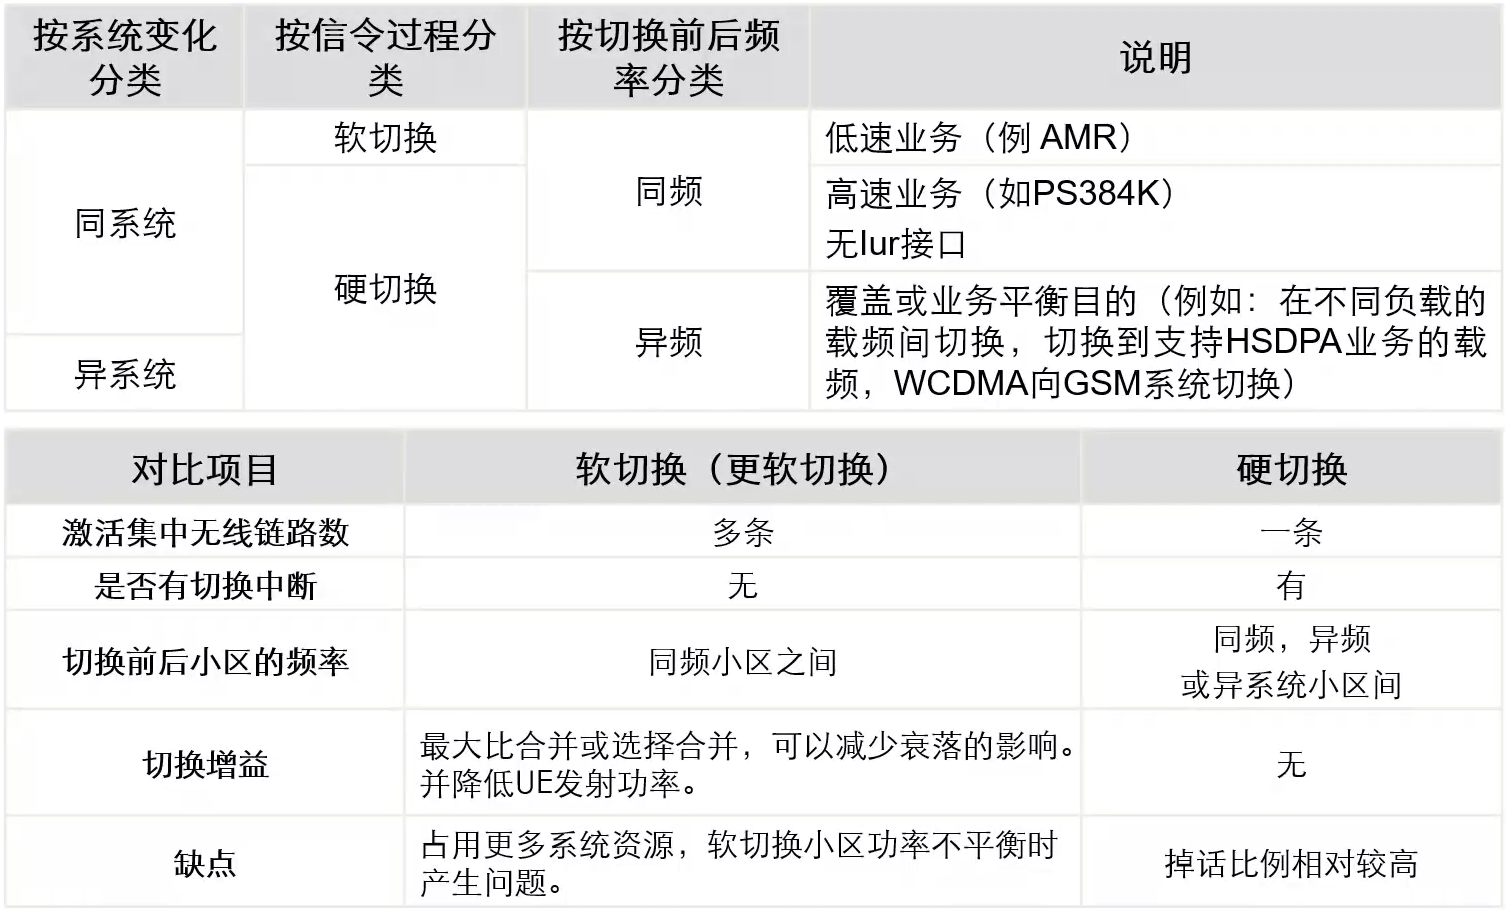 按系统变化
分类
按信令过程分
类
按切换前后频
率分类
说明
同系统
异系统
软切换
硬切换
同频
异频
低速业务（例 AMR）
高速业务（如PS384K）
无Iur接口
覆盖或业务平衡目的（例如：在不同负载的
载频间切换，切换到支持HSDPA业务的载
频，WCDMA向GSM系统切换）
对比项目
软切换（更软切换）
硬切换
激活集中无线链路数
多条
一条
是否有切换中断
无
有
切换前后小区的频率
同频小区之间
同频，异频
或异系统小区间
切换增益
最大比合并或选择合并，可以减少衰落的影响。
并降低UE发射功率。
无
缺点
占用更多系统资源，软切换小区功率不平衡时
产生问题。
掉话比例相对较高